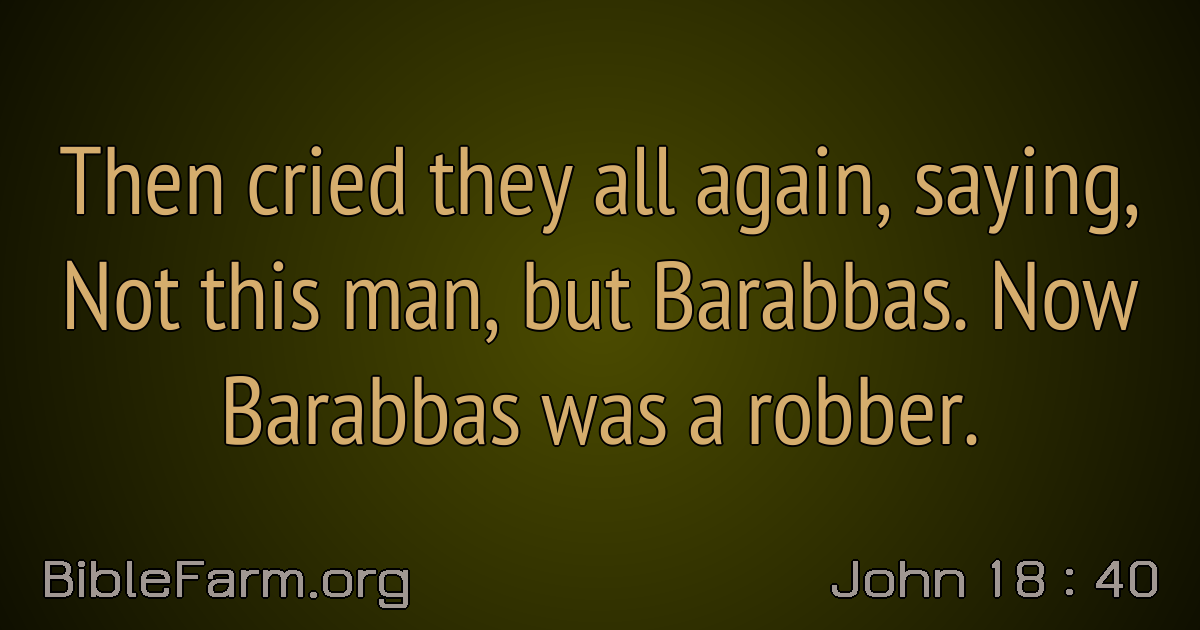 Then cried they all again, saying,
Not this man, but Barabbas. Now
Barabbas was a robber.
BibleFarm.org
John 18 : 40